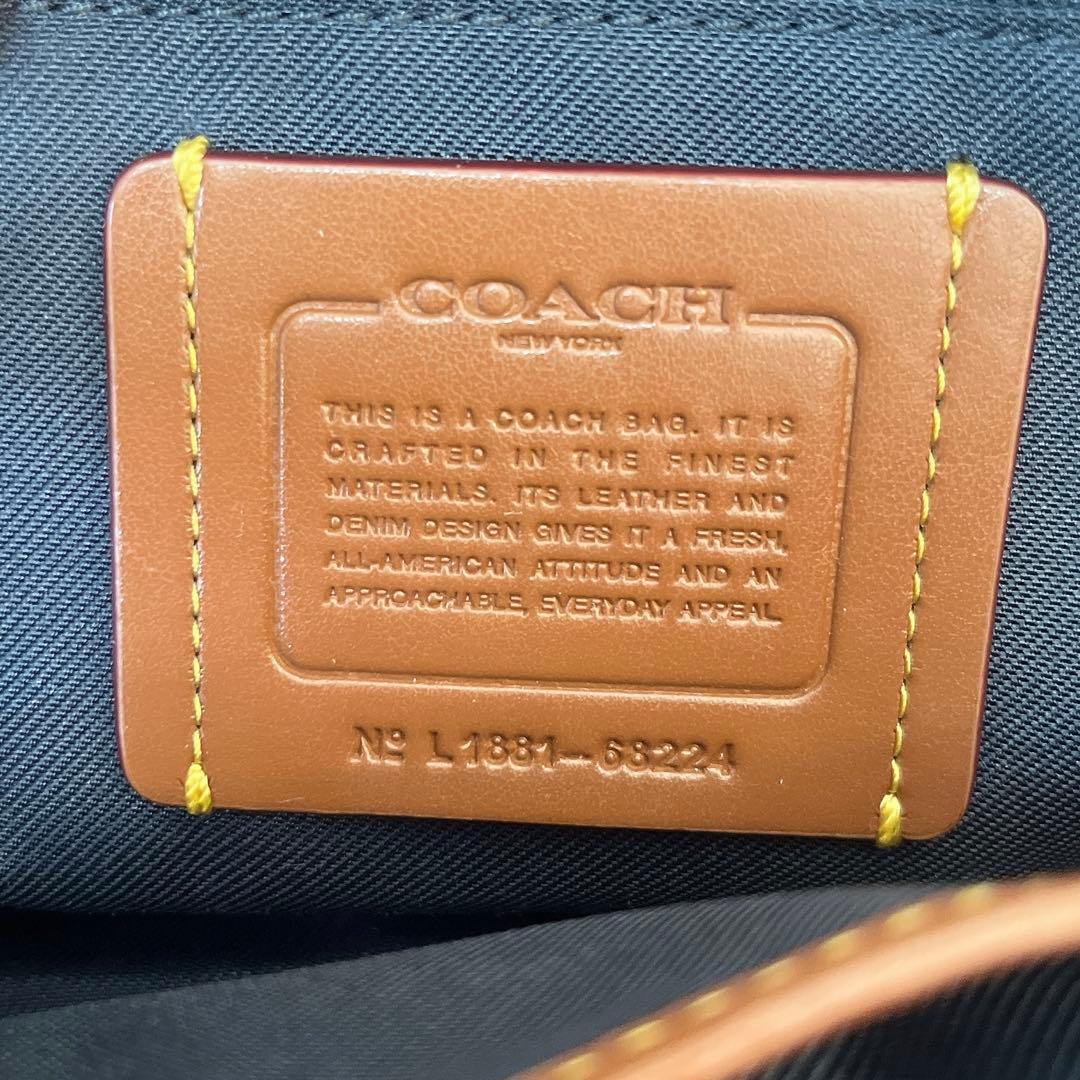 COACH
NEW YORK
THIS IS A COACH BAG. IT IS
CRAFTED IN THE FINEST
MATERIALS. ITS LEATHER AND
DENIM DESIGN GIVES IT A FRESH,
ALL-AMERICAN ATTITUDE AND AN
APPROACHABLE, EVERYDAY APPEAL.
Nº L1881-68224